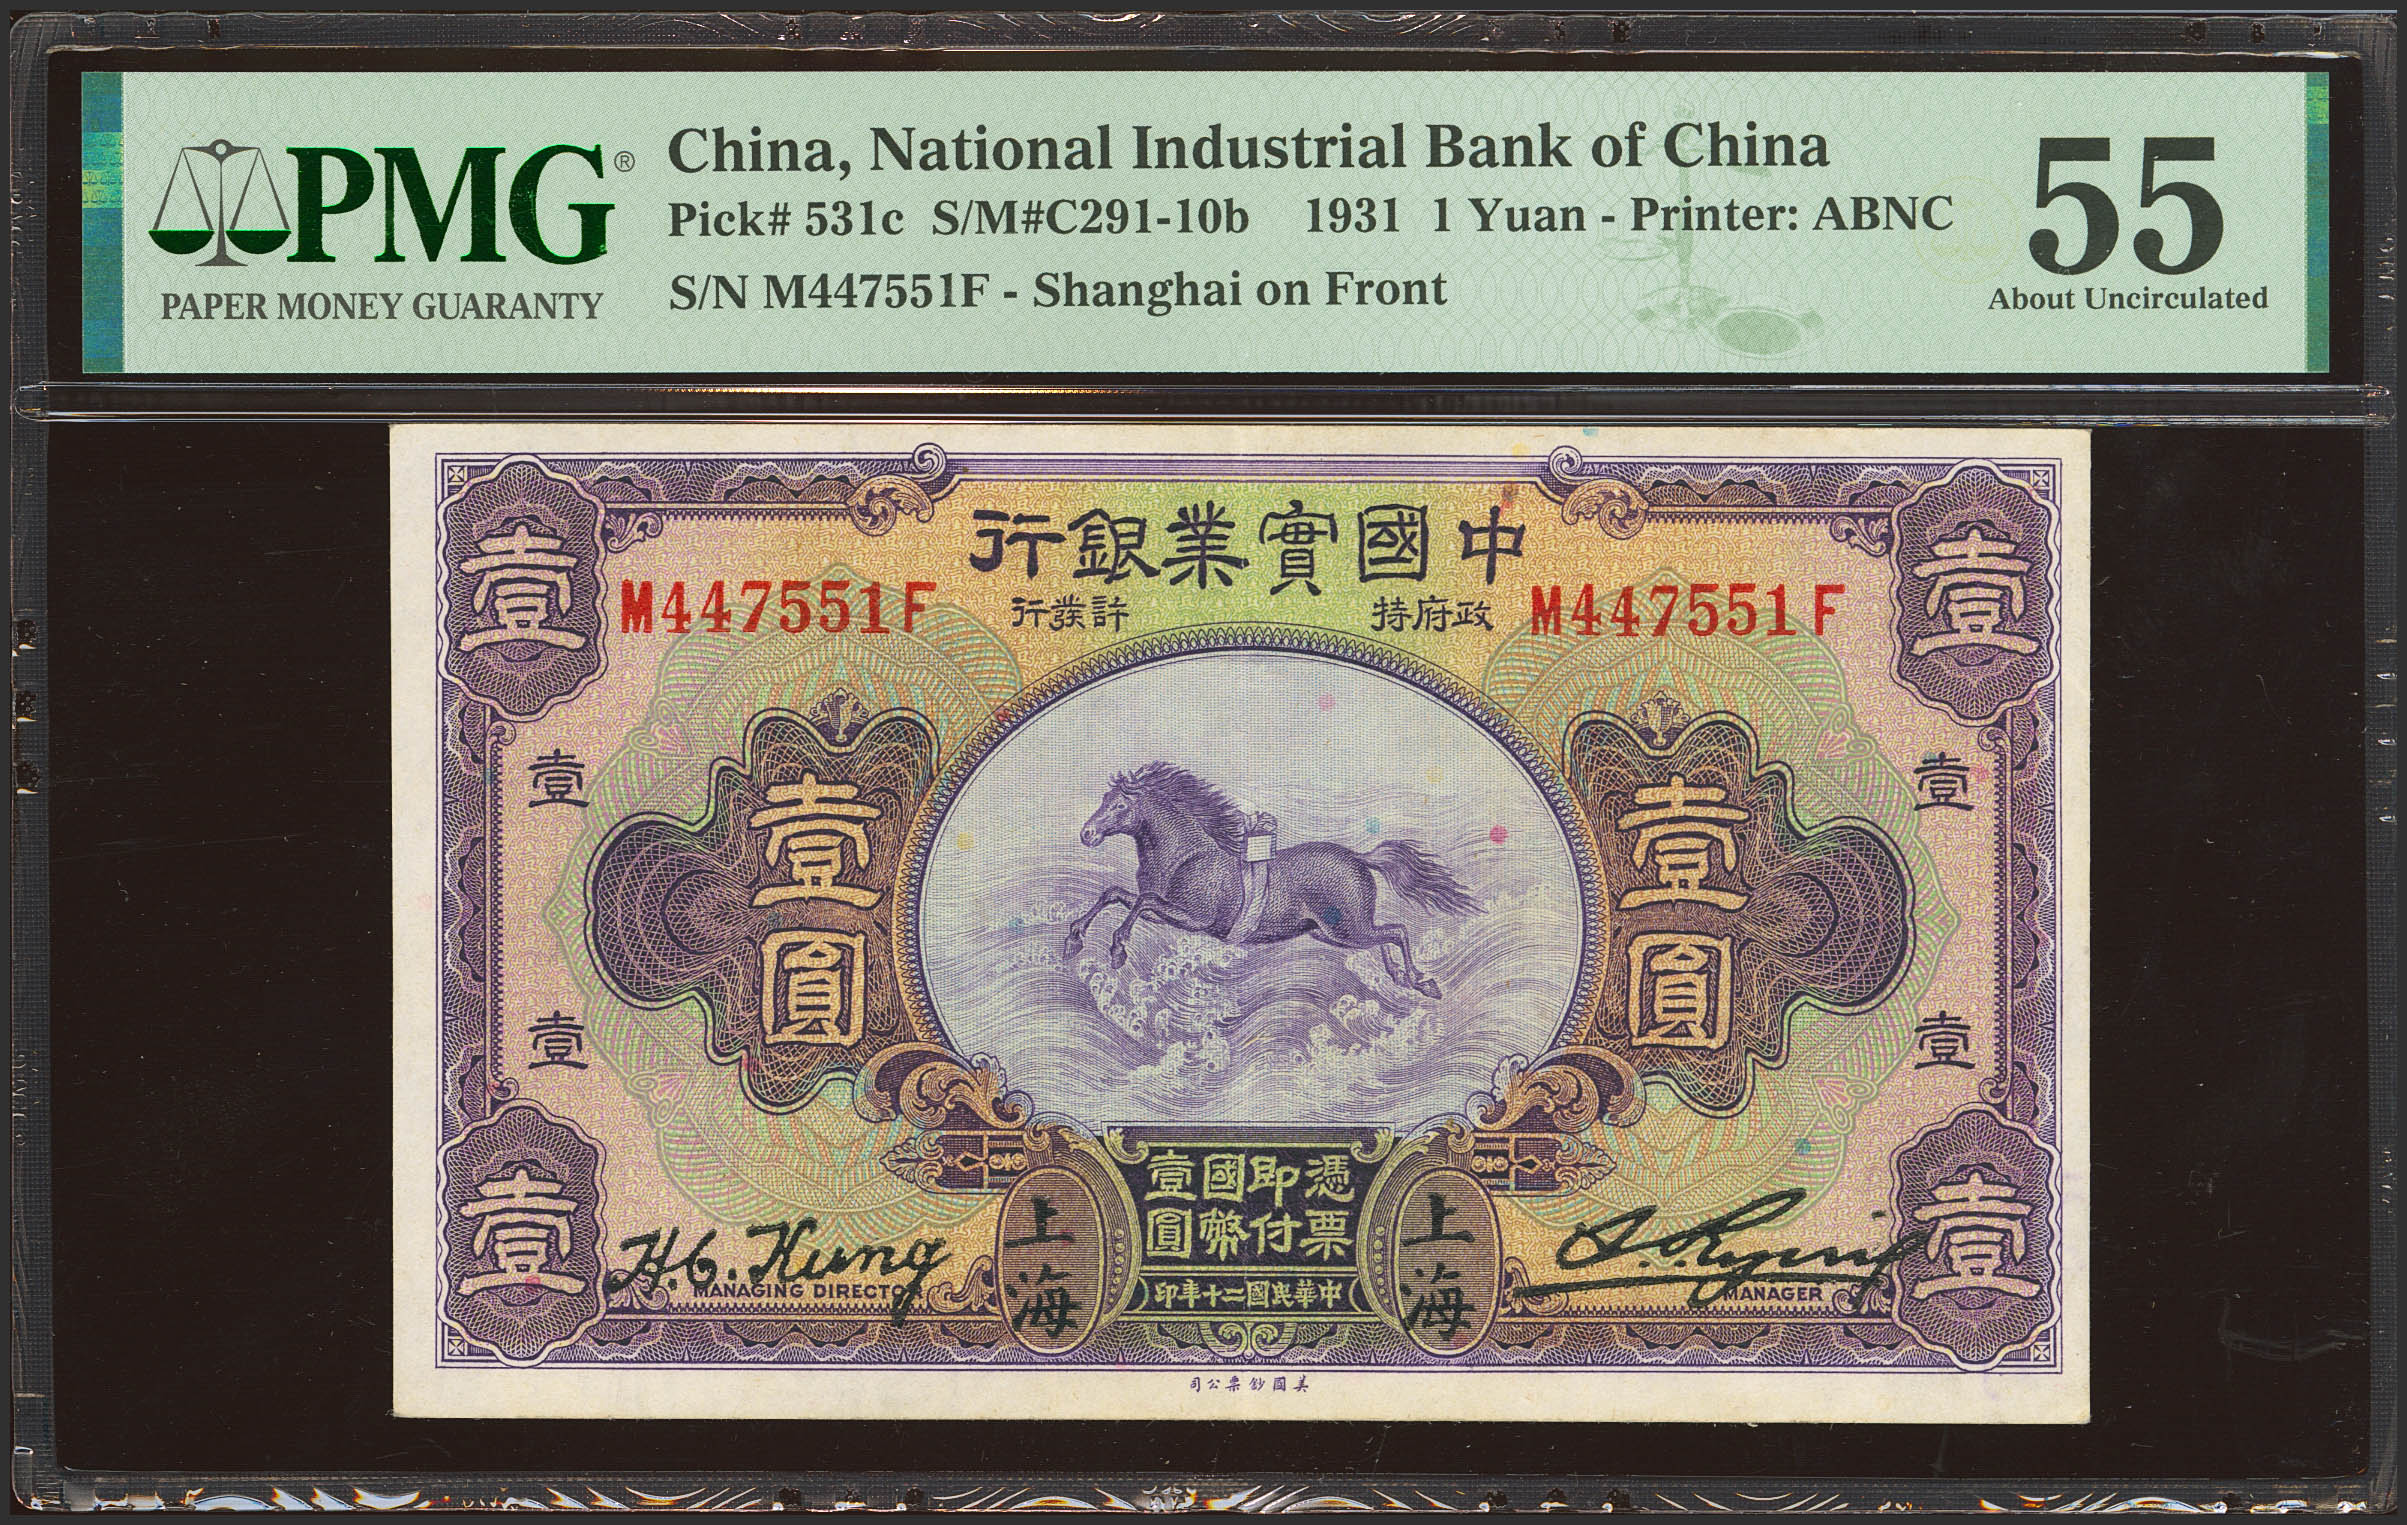 PMG®
PAPER MONEY GUARANTY
China, National Industrial Bank of China
Pick# 531c S/M#C291-10b 1931 1 Yuan - Printer: ABNC
S/N M447551F - Shanghai on Front
55
About Uncirculated
中國實業銀行
政府特許發行
M447551F
M447551F
壹
壹
壹圓
壹圓
壹
壹
壹
壹
憑票即付國幣壹圓
中華民國二十年印
上海
上海
壹
壹
H.C. Kung
MANAGING DIRECTOR
MANAGER
美國鈔票公司